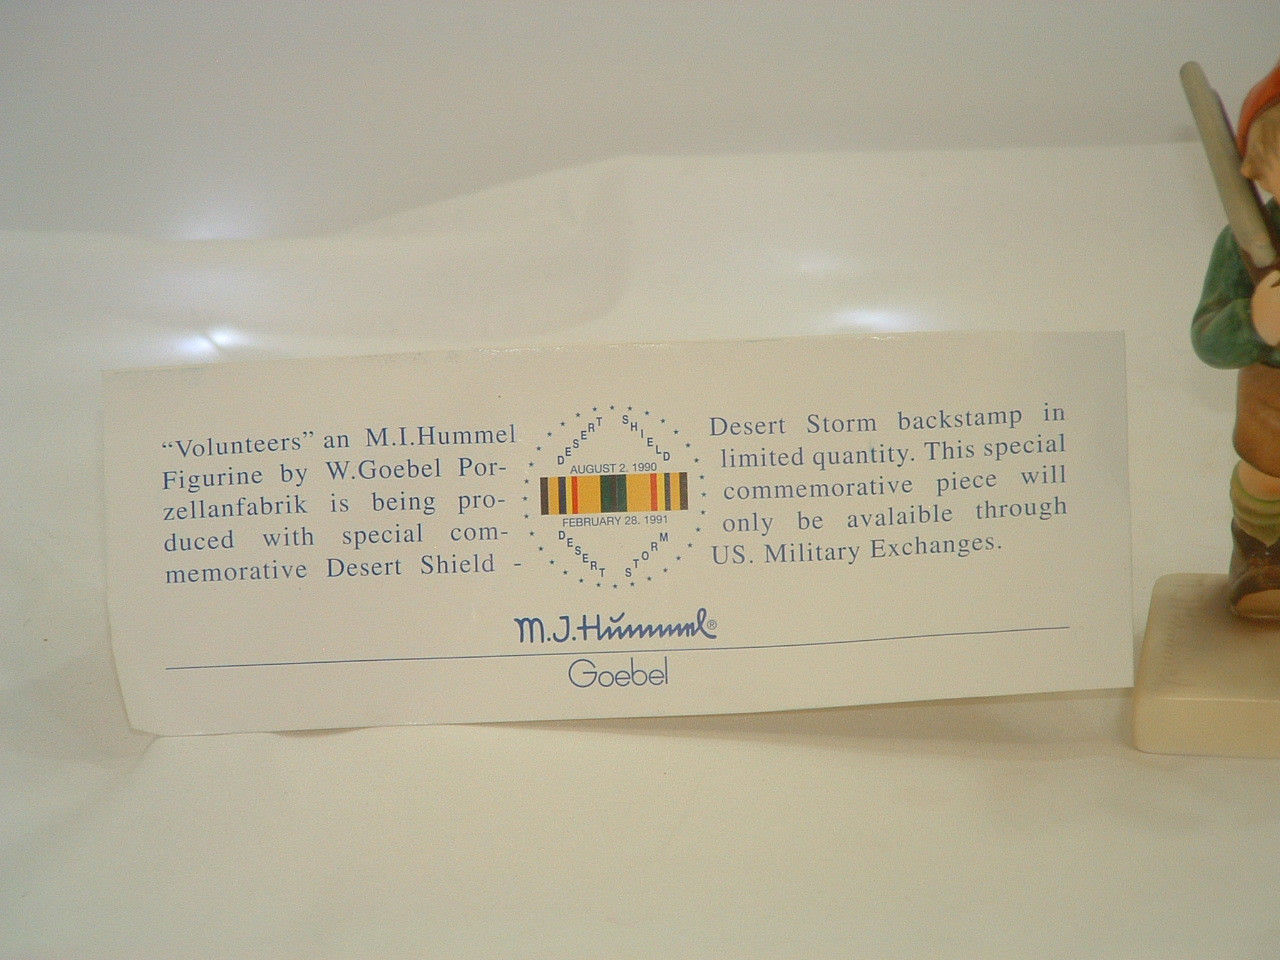 “Volunteers” an M.I.Hummel
Figurine by W.Goebel Por-
zellanfabrik is being pro-
duced with special com-
memorative Desert Shield -
DESERT SHIELD
AUGUST 2. 1990
FEBRUARY 28. 1991
DESERT STORM
Desert Storm backstamp in
limited quantity. This special
commemorative piece will
only be avalaible through
US. Military Exchanges.
M.J.Hummel®
Goebel